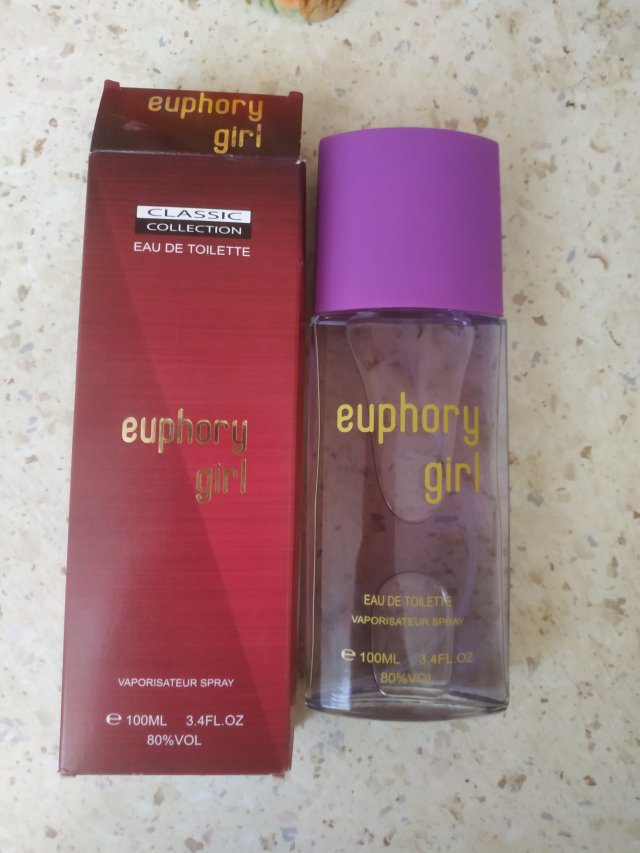 euphory
girl
CLASSIC
COLLECTION
EAU DE TOILETTE
euphory
girl
VAPORISATEUR SPRAY
e 100ML 3.4FL.OZ
80%VOL
euphory
girl
EAU DE TOILETTE
VAPORISATEUR SPRAY
e 100ML 3.4FL.OZ
80%VOL